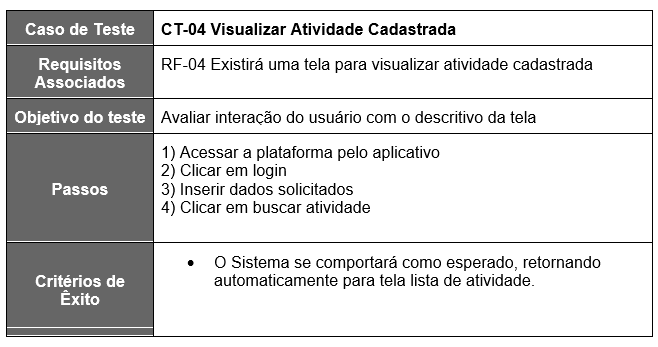 Caso de Teste CT-04 Visualizar Atividade Cadastrada
Requisitos Associados RF-04 Existirá uma tela para visualizar atividade cadastrada
Objetivo do teste Avaliar interação do usuário com o descritivo da tela
Passos
1) Acessar a plataforma pelo aplicativo
2) Clicar em login
3) Inserir dados solicitados
4) Clicar em buscar atividade
Critérios de
Êxito
• O Sistema se comportará como esperado, retornando
automaticamente para tela lista de atividade.